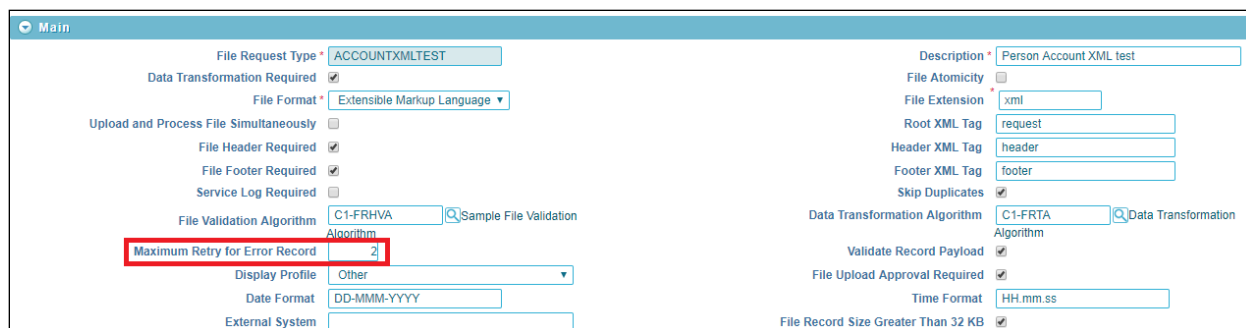 Main
File Request Type * ACCOUNTXMLTEST Description * Person Account XML test
Data Transformation Required File Atomicity
File Format * Extensible Markup Language File Extension * xml
Upload and Process File Simultaneously Root XML Tag request
File Header Required Header XML Tag header
File Footer Required Footer XML Tag footer
Service Log Required Skip Duplicates
File Validation Algorithm C1-FRHVA Sample File Validation Data Transformation Algorithm C1-FRTA Data Transformation
Algorithm Algorithm
Maximum Retry for Error Record 2 Validate Record Payload
Display Profile Other File Upload Approval Required
Date Format DD-MMM-YYYY Time Format HH.mm.ss
External System File Record Size Greater Than 32 KB